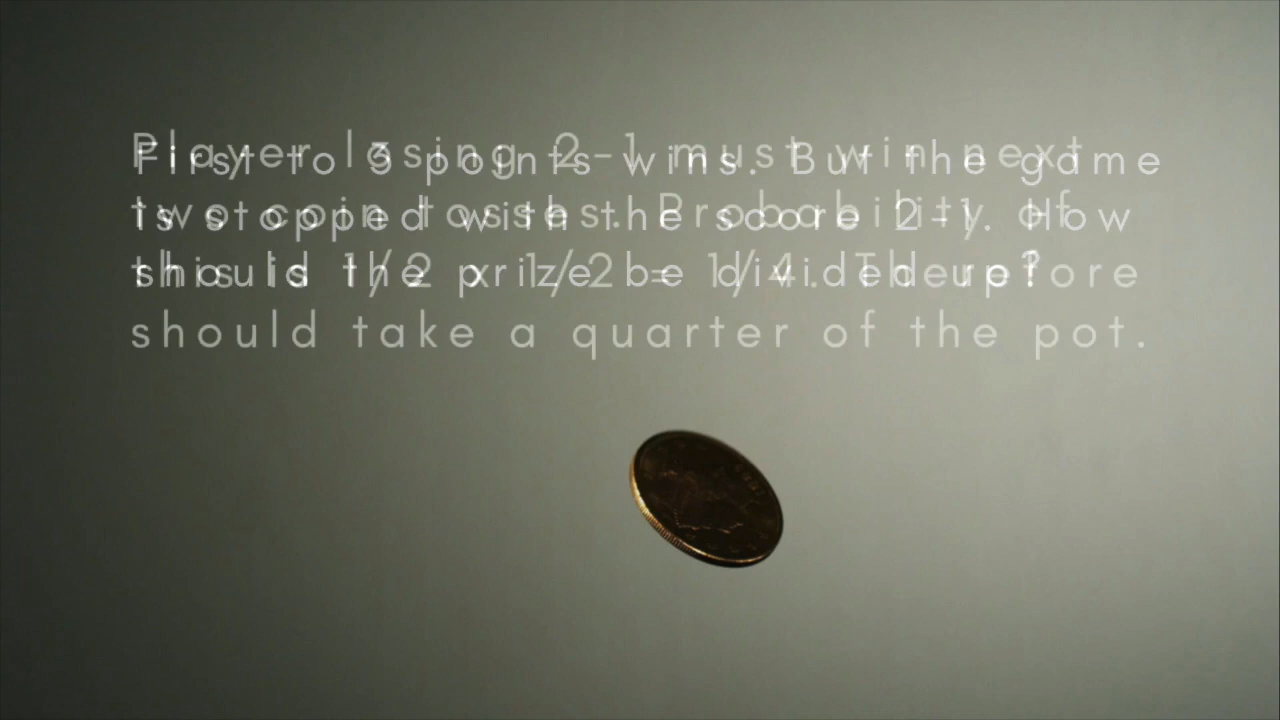 First to 3 points wins. But the game
is stopped with the score 2-1. How
should the prize be divided up?
Player losing 2-1 must win next
two coin tosses. Probability of
this is 1/2 x 1/2 = 1/4. Therefore
should take a quarter of the pot.